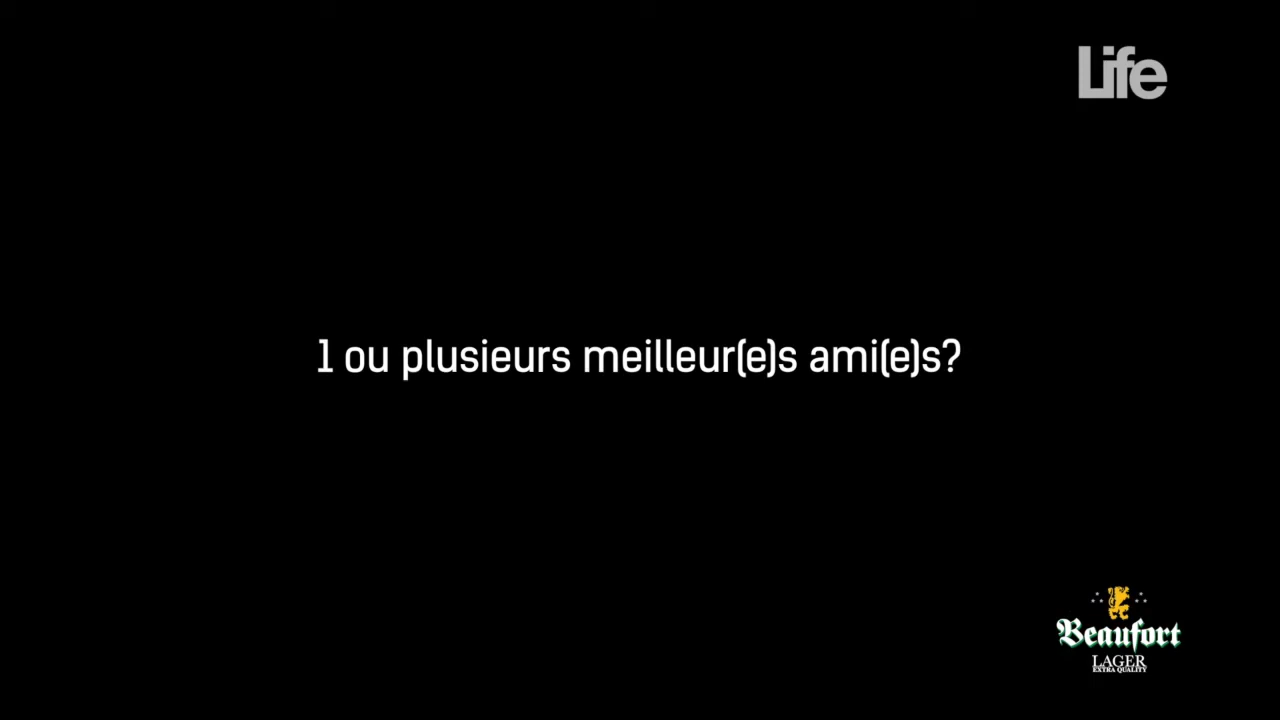 Life
1 ou plusieurs meilleur(e)s ami(e)s?
Beaufort
LAGER
EXTRA QUALITY